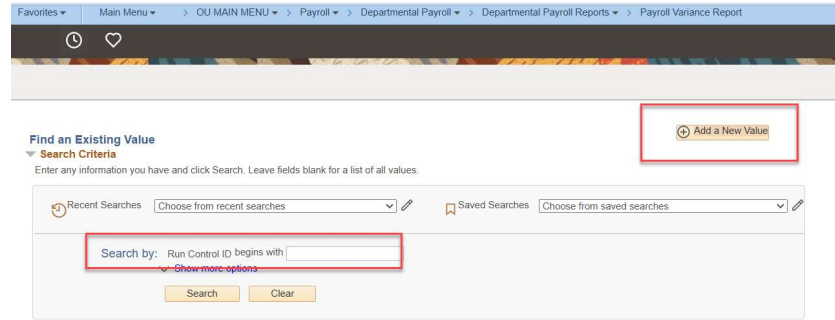 Favorites Main Menu > OU MAIN MENU > Payroll > Departmental Payroll > Departmental Payroll Reports > Payroll Variance Report
Add a New Value
Find an Existing Value
Search Criteria
Enter any information you have and click Search. Leave fields blank for a list of all values.
Recent Searches Choose from recent searches Saved Searches Choose from saved searches
Search by: Run Control ID begins with
Show more options
Search Clear